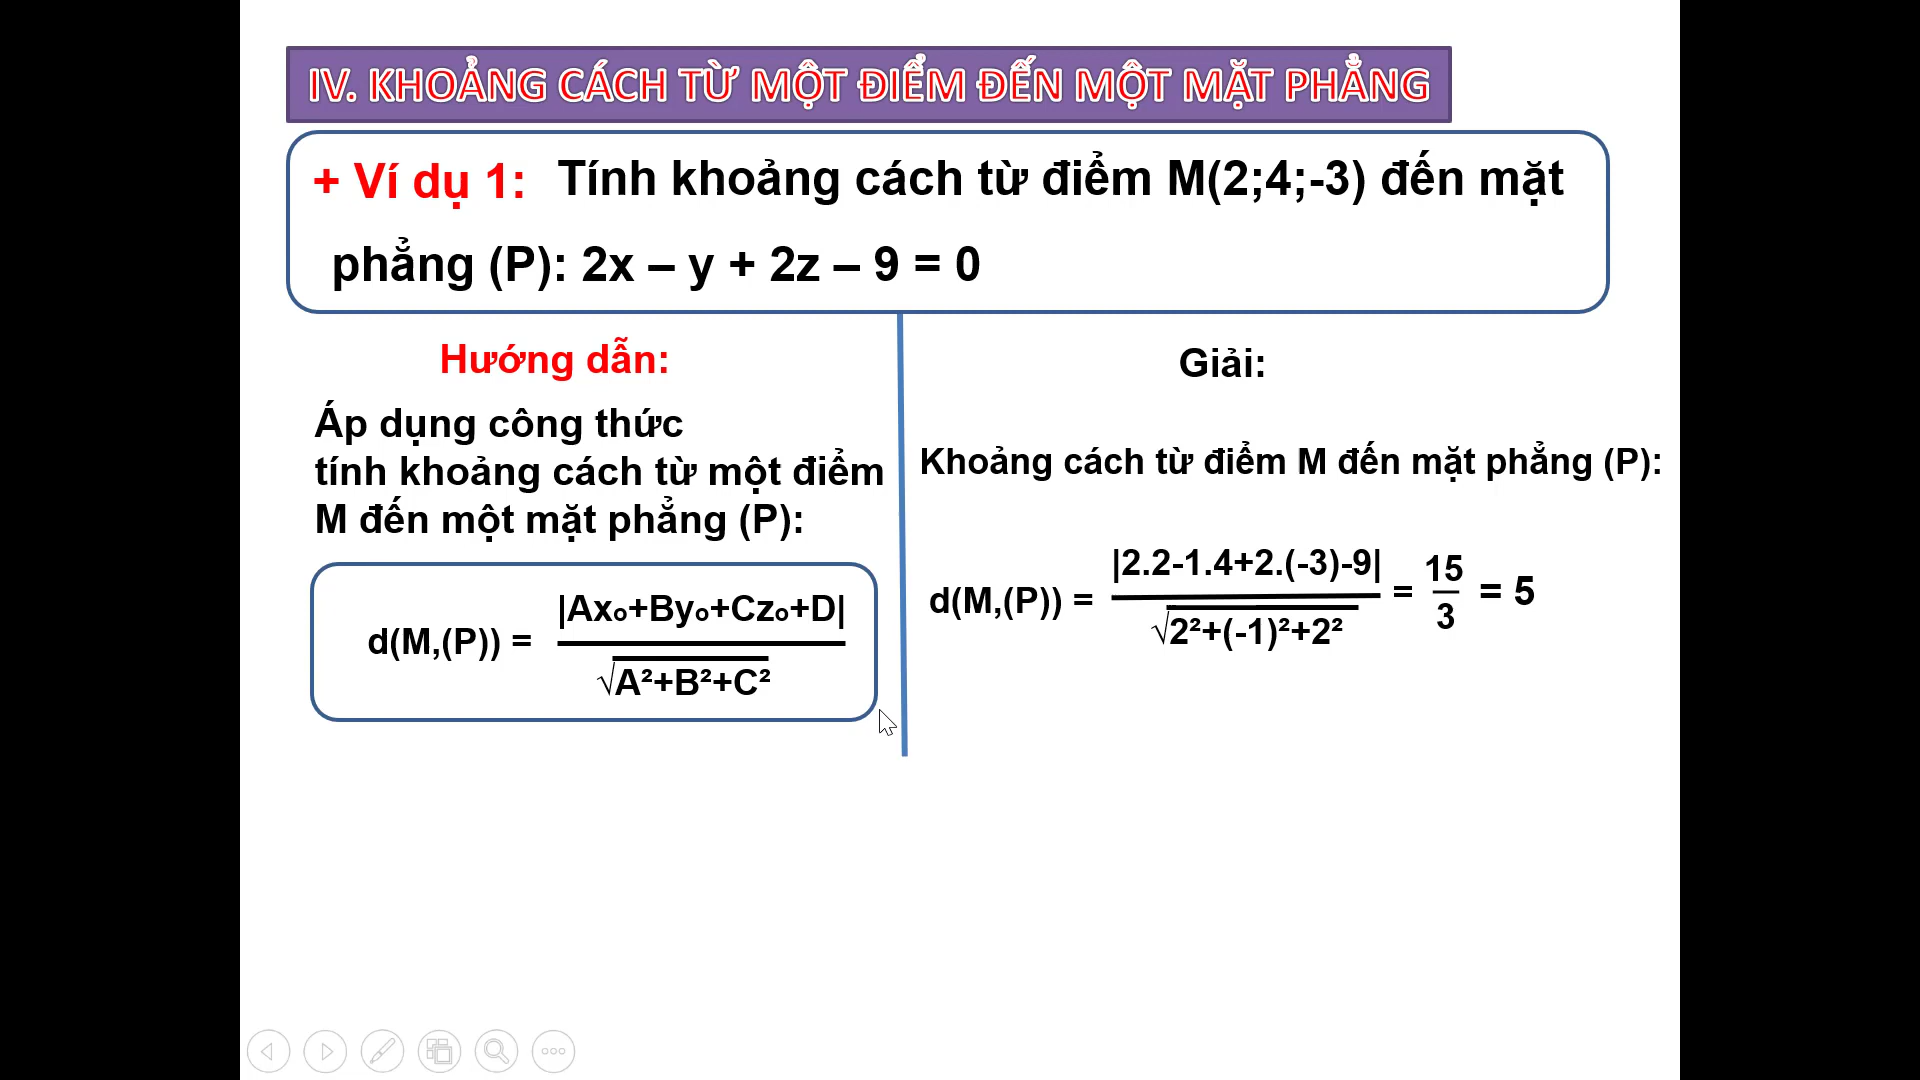 IV. KHOẢNG CÁCH TỪ MỘT ĐIỂM ĐẾN MỘT MẶT PHẲNG
+ Ví dụ 1: Tính khoảng cách từ điểm M(2;4;-3) đến mặt
phẳng (P): 2x – y + 2z – 9 = 0
Hướng dẫn:
Áp dụng công thức
tính khoảng cách từ một điểm
M đến một mặt phẳng (P):
d(M,(P)) = |Ax₀+By₀+Cz₀+D| / √A²+B²+C²
Giải:
Khoảng cách từ điểm M đến mặt phẳng (P):
d(M,(P)) = |2.2-1.4+2.(-3)-9| / √2²+(-1)²+2² = 15/3 = 5